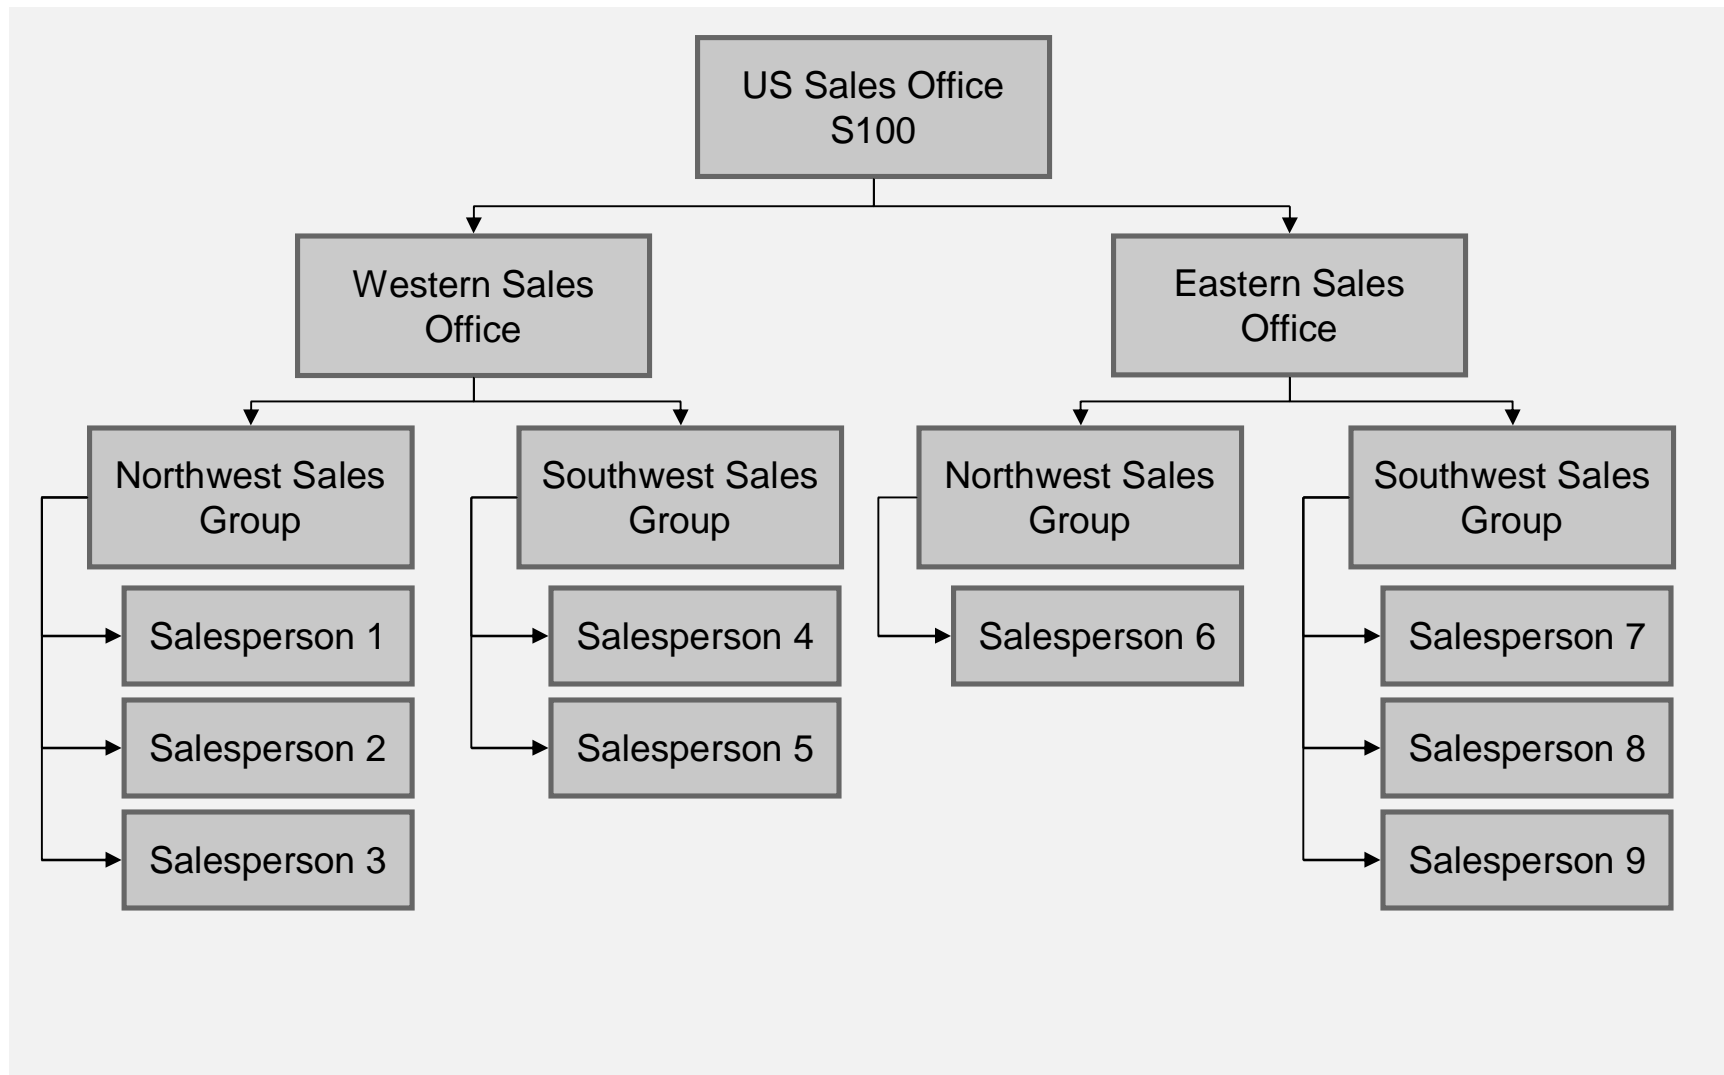 US Sales Office
S100
Western Sales
Office
Eastern Sales
Office
Northwest Sales
Group
Southwest Sales
Group
Northwest Sales
Group
Southwest Sales
Group
Salesperson 1
Salesperson 4
Salesperson 6
Salesperson 7
Salesperson 2
Salesperson 5
Salesperson 8
Salesperson 3
Salesperson 9